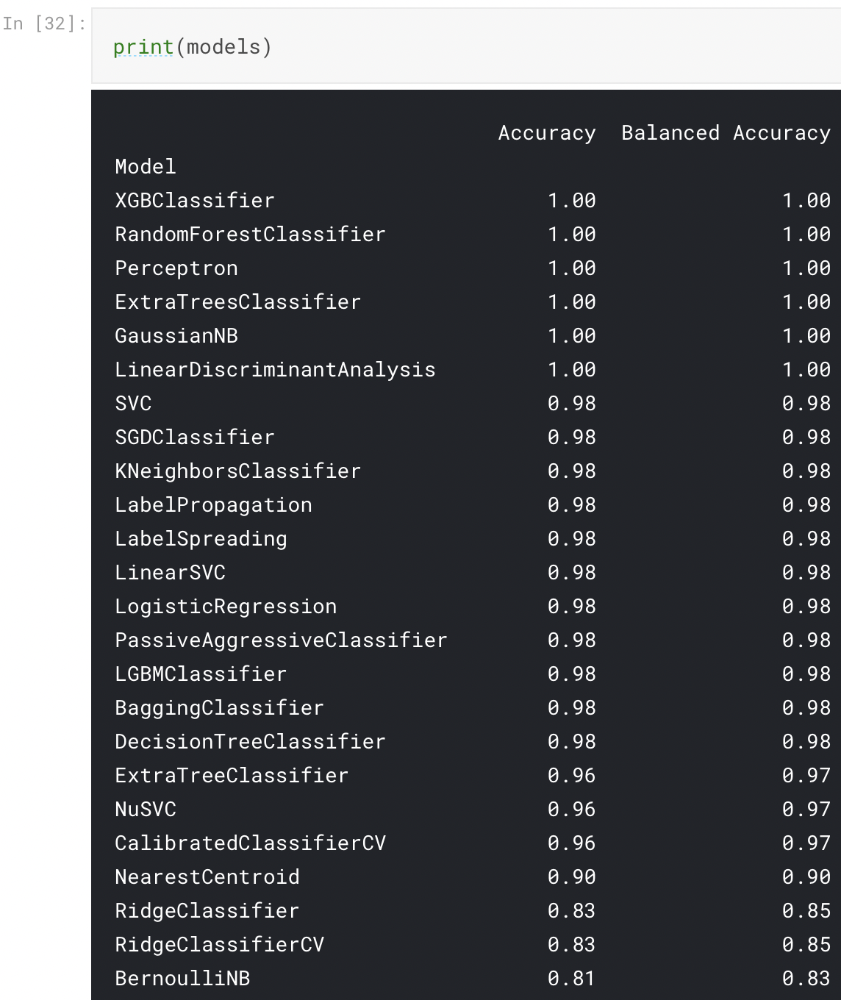 In [32]:
print(models)
Accuracy  Balanced Accuracy
Model
XGBClassifier 1.00 1.00
RandomForestClassifier 1.00 1.00
Perceptron 1.00 1.00
ExtraTreesClassifier 1.00 1.00
GaussianNB 1.00 1.00
LinearDiscriminantAnalysis 1.00 1.00
SVC 0.98 0.98
SGDClassifier 0.98 0.98
KNeighborsClassifier 0.98 0.98
LabelPropagation 0.98 0.98
LabelSpreading 0.98 0.98
LinearSVC 0.98 0.98
LogisticRegression 0.98 0.98
PassiveAggressiveClassifier 0.98 0.98
LGBMClassifier 0.98 0.98
BaggingClassifier 0.98 0.98
DecisionTreeClassifier 0.98 0.98
ExtraTreeClassifier 0.96 0.97
NuSVC 0.96 0.97
CalibratedClassifierCV 0.96 0.97
NearestCentroid 0.90 0.90
RidgeClassifier 0.83 0.85
RidgeClassifierCV 0.83 0.85
BernoulliNB 0.81 0.83